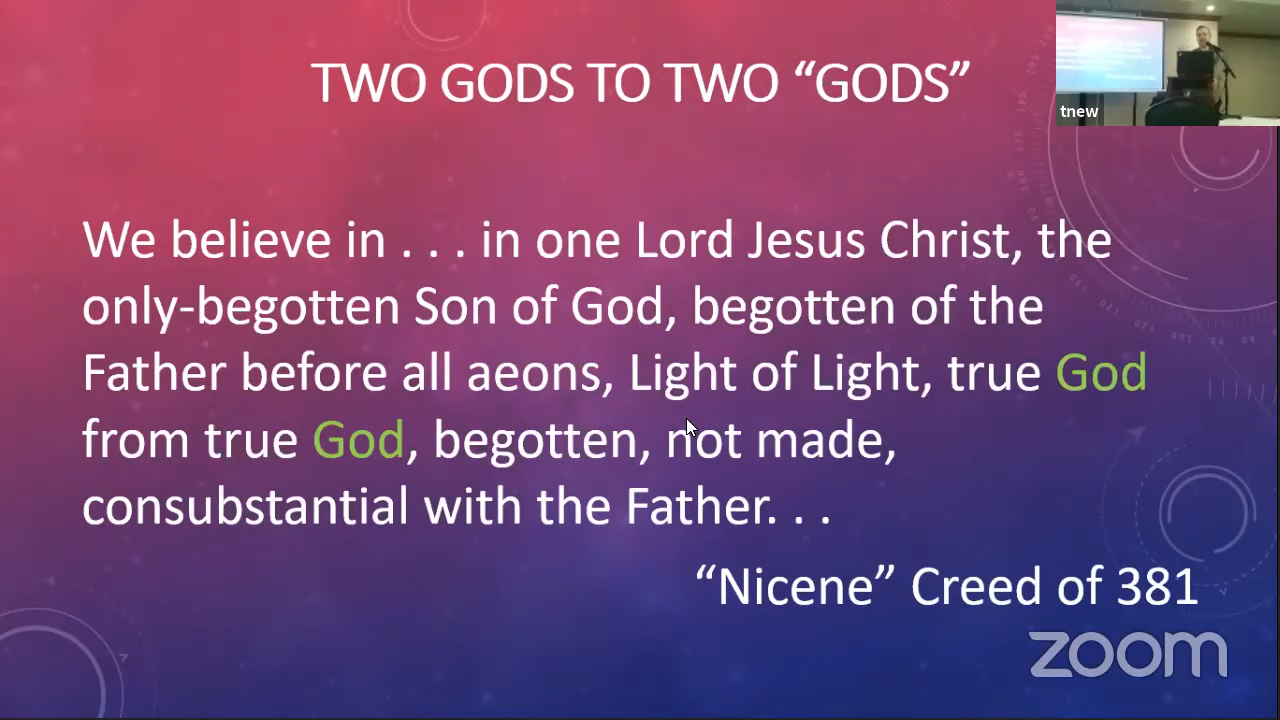 TWO GODS TO TWO “GODS”
tnew
We believe in . . . in one Lord Jesus Christ, the
only-begotten Son of God, begotten of the
Father before all aeons, Light of Light, true God
from true God, begotten, not made,
consubstantial with the Father. . .
“Nicene” Creed of 381
zoom